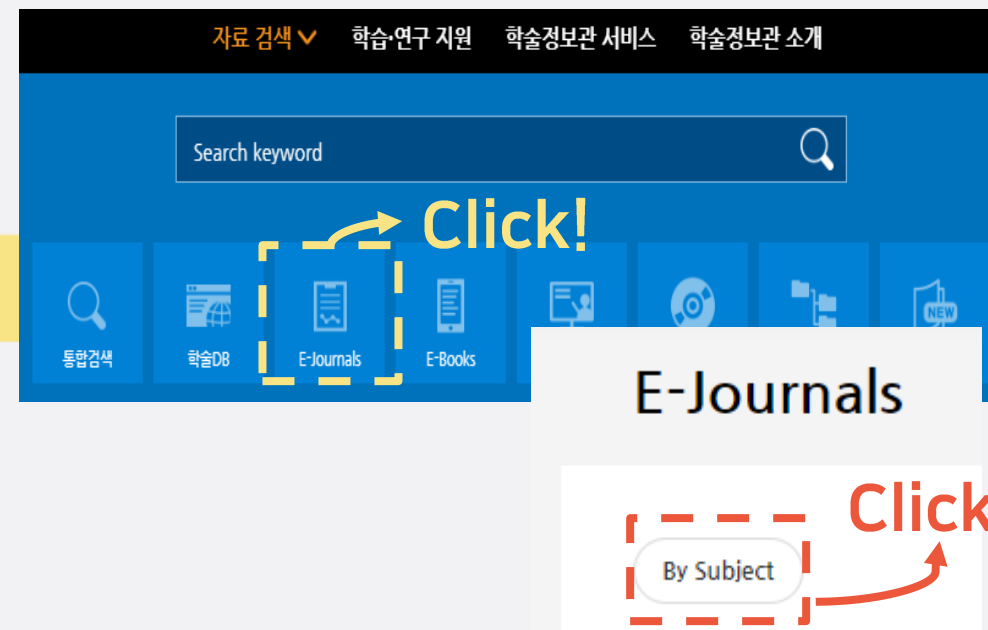 자료 검색 학습·연구 지원 학술정보관 서비스 학술정보관 소개
Search keyword
Click!
통합검색 학술DB E-Journals E-Books
NEW
E-Journals
Click
By Subject